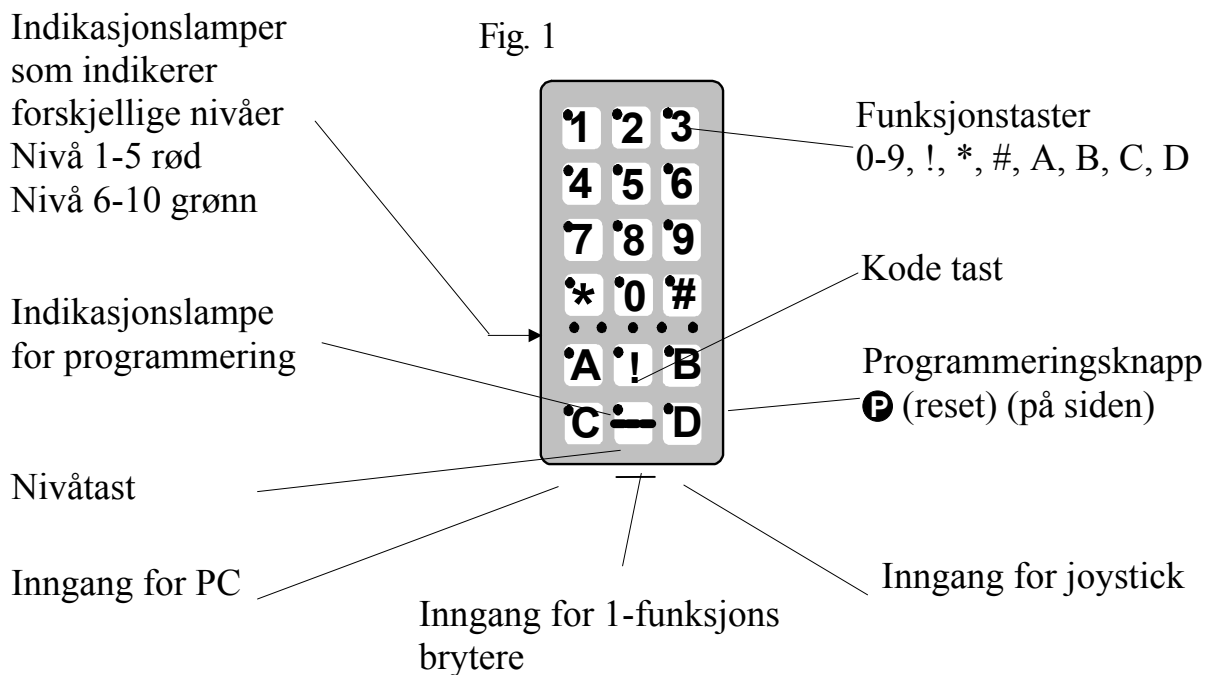 Indikasjonslamper
som indikerer
forskjellige nivåer
Nivå 1-5 rød
Nivå 6-10 grønn
Fig. 1
1 2 3
4 5 6
7 8 9
* 0 #
A ! B
C — D
Funksjonstaster
0-9, !, *, #, A, B, C, D
Kode tast
Indikasjonslampe
for programmering
Programmeringsknapp
P (reset) (på siden)
Nivåtast
Inngang for PC
Inngang for 1-funksjons
brytere
Inngang for joystick